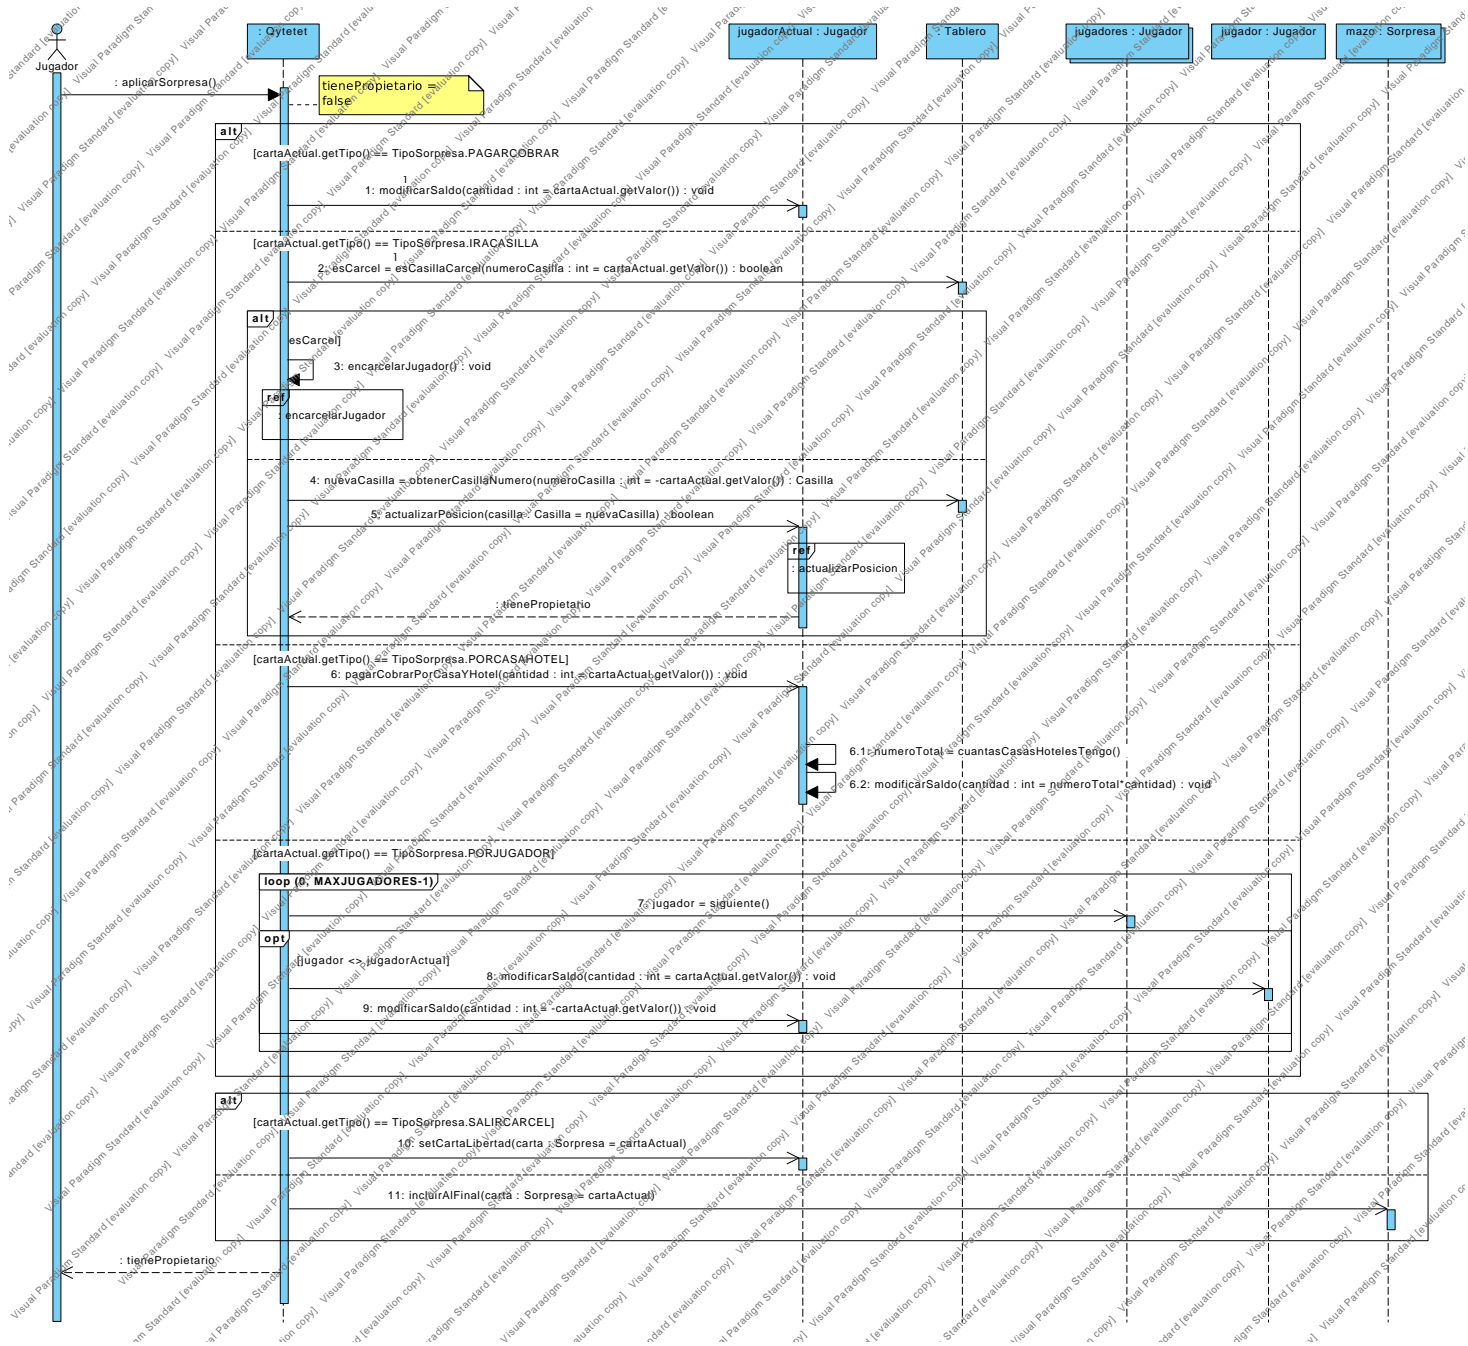 : Qytetet
jugadorActual : Jugador
: Tablero
jugadores : Jugador
jugador : Jugador
mazo : Sorpresa
Jugador
: aplicarSorpresa()
tienePropietario =
false
alt
[cartaActual.getTipo() == TipoSorpresa.PAGARCOBRAR
1: modificarSaldo(cantidad : int = cartaActual.getValor()) : void
[cartaActual.getTipo() == TipoSorpresa.IRACASILLA
2: esCarcel = esCasillaCarcel(numeroCasilla : int = cartaActual.getValor()) : boolean
alt
esCarcel]
3: encarcelarJugador() : void
ref
: encarcelarJugador
4: nuevaCasilla = obtenerCasillaNumero(numeroCasilla : int = -cartaActual.getValor()) : Casilla
5: actualizarPosicion(casilla : Casilla = nuevaCasilla) : boolean
ref
: actualizarPosicion
: tienePropietario
[cartaActual.getTipo() == TipoSorpresa.PORCASAHOTEL]
6: pagarCobrarPorCasaYHotel(cantidad : int = cartaActual.getValor()) : void
6.1: numeroTotal = cuantasCasasHotelesTengo()
6.2: modificarSaldo(cantidad : int = numeroTotal*cantidad) : void
[cartaActual.getTipo() == TipoSorpresa.PORJUGADOR]
loop (0, MAXJUGADORES-1)
7: jugador = siguiente()
opt
[jugador <> jugadorActual]
8: modificarSaldo(cantidad : int = cartaActual.getValor()) : void
9: modificarSaldo(cantidad : int = -cartaActual.getValor()) : void
alt
[cartaActual.getTipo() == TipoSorpresa.SALIRCARCEL]
10: setCartaLibertad(carta : Sorpresa = cartaActual)
11: incluirAlFinal(carta : Sorpresa = cartaActual)
: tienePropietario
Visual Paradigm Standard [evaluation copy]